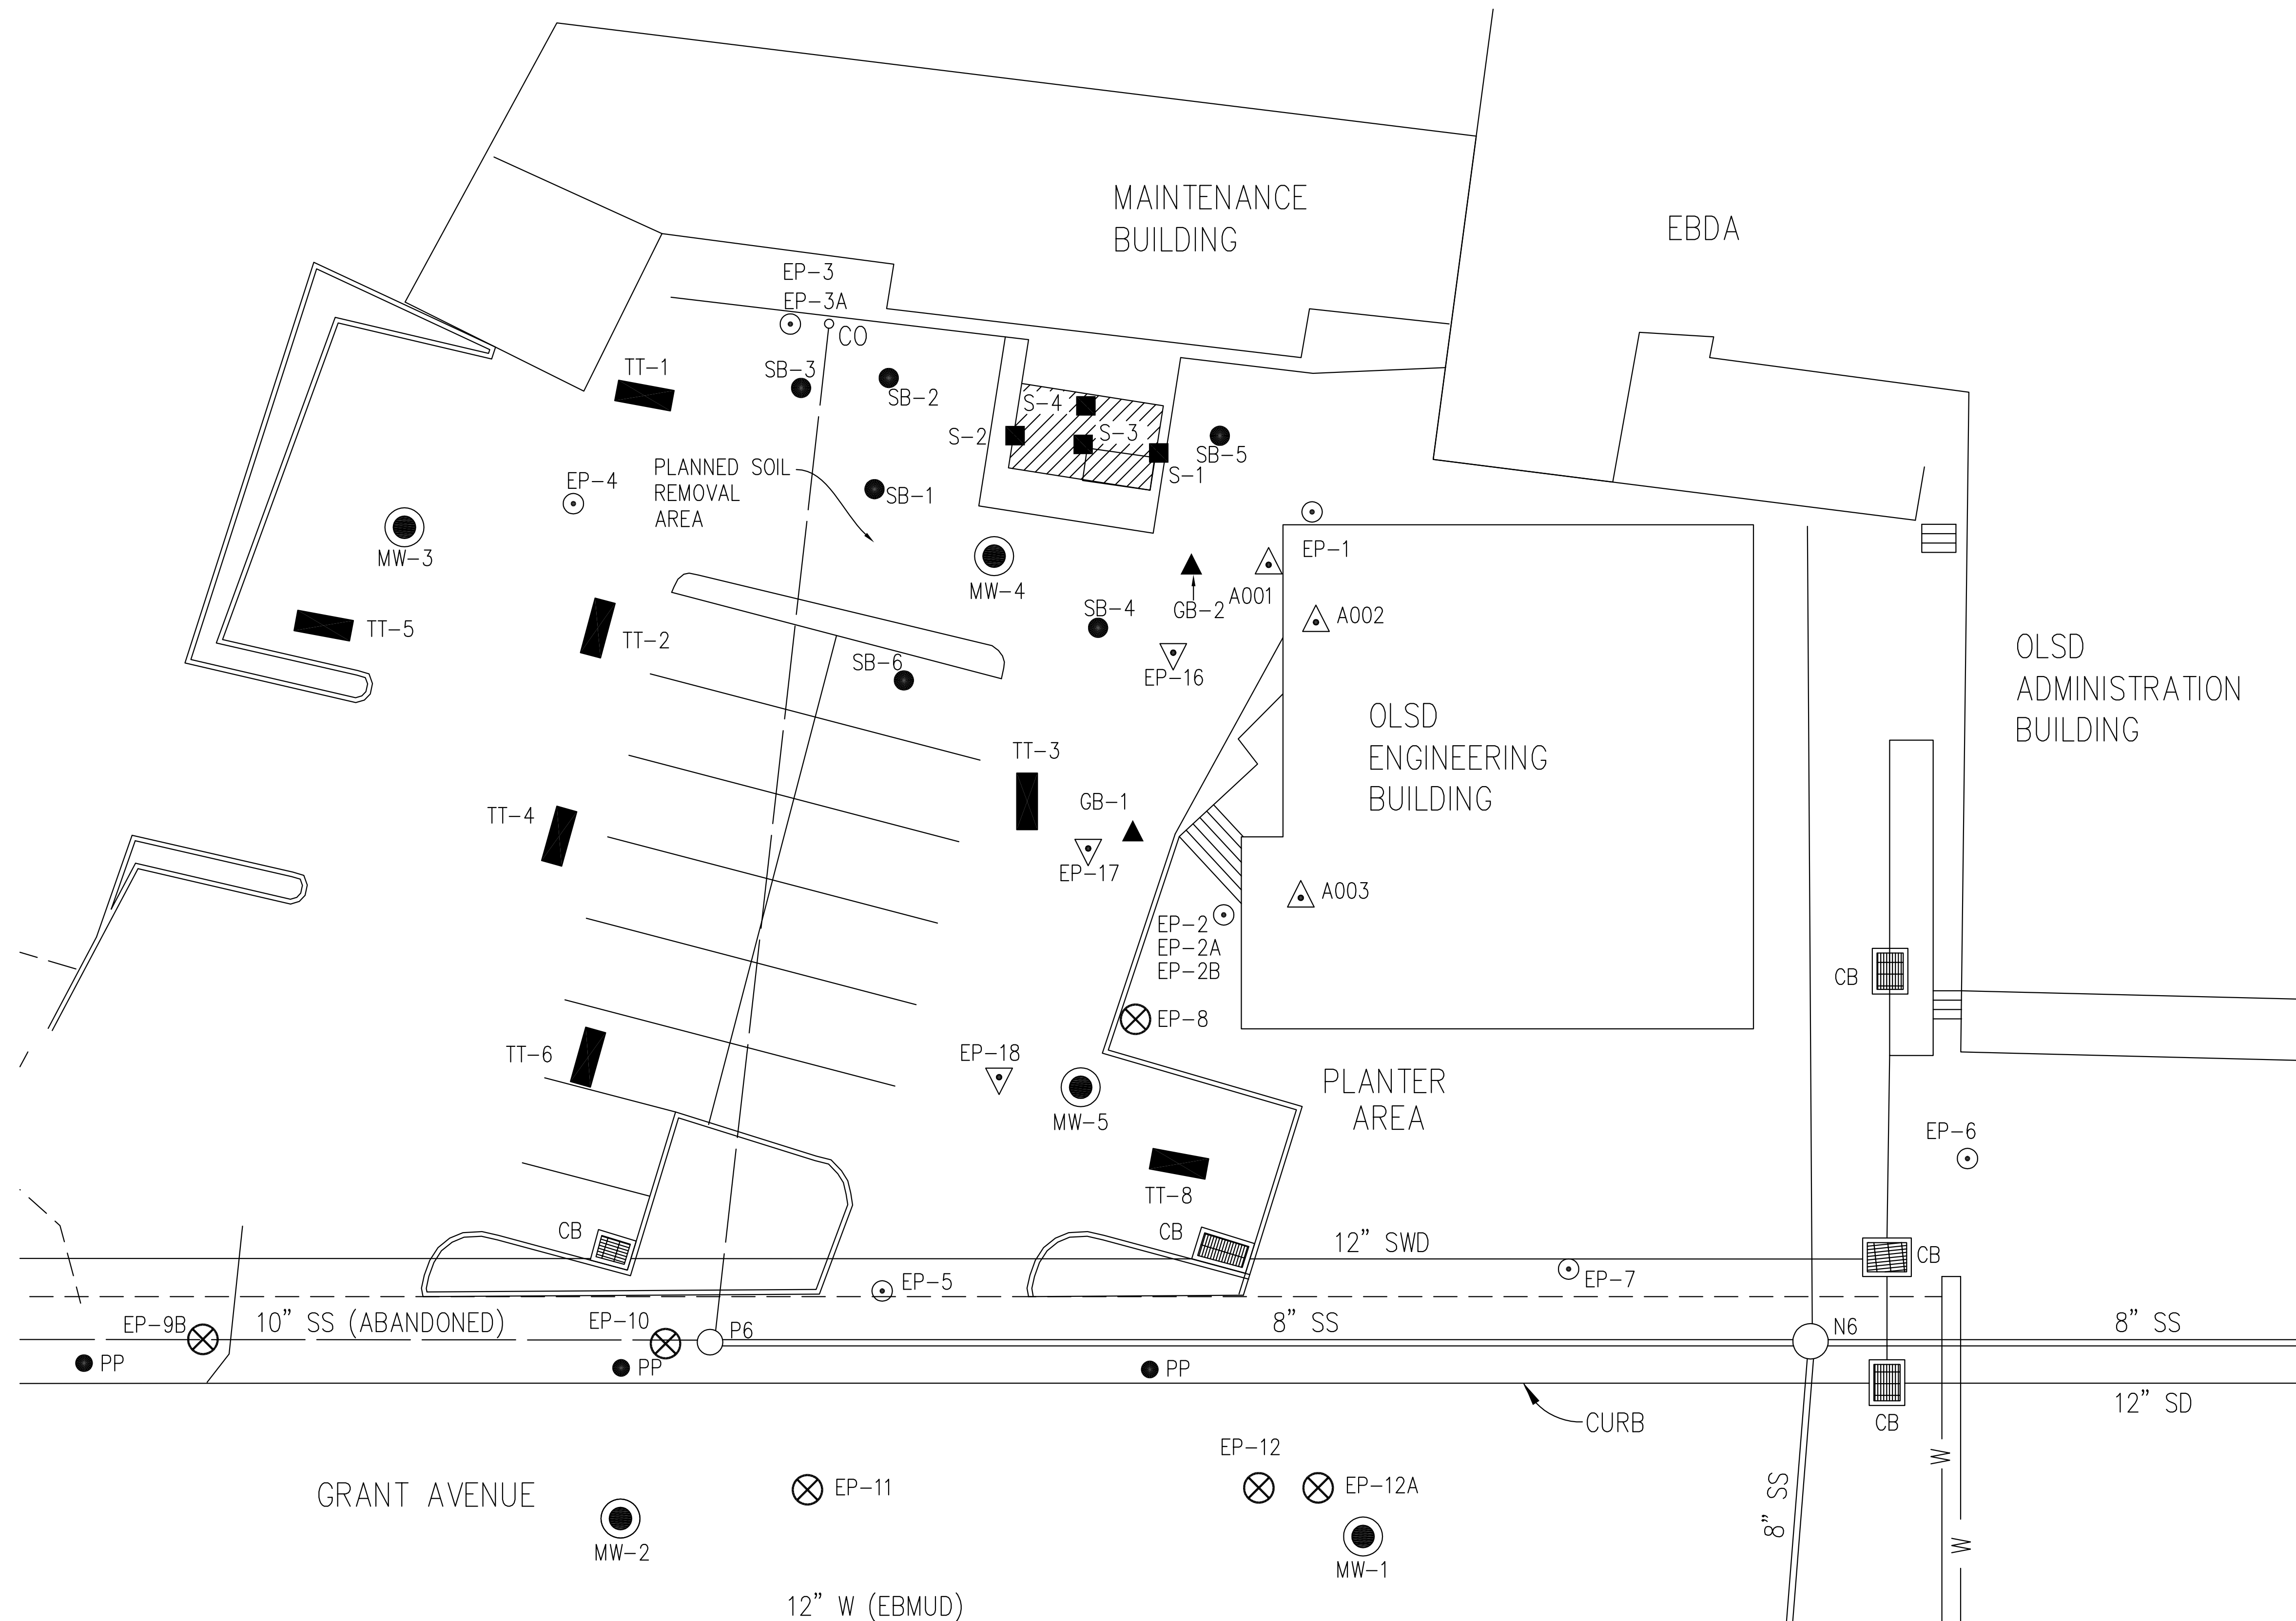 MAINTENANCE
BUILDING
EBDA
EP-3
EP-3A
CO
TT-1
SB-3
SB-2
S-4
S-2
S-3
S-1
SB-5
EP-4
PLANNED SOIL
REMOVAL
AREA
SB-1
MW-3
MW-4
EP-1
A001
GB-2
A002
SB-4
TT-5
TT-2
SB-6
EP-16
OLSD
ADMINISTRATION
BUILDING
OLSD
ENGINEERING
BUILDING
TT-3
GB-1
TT-4
EP-17
A003
EP-2
EP-2A
EP-2B
CB
EP-8
TT-6
EP-18
PLANTER
AREA
MW-5
EP-6
TT-8
CB
CB
12" SWD
CB
EP-5
EP-7
EP-9B
10" SS (ABANDONED)
EP-10
P6
8" SS
N6
8" SS
PP
PP
PP
12" SD
CURB
CB
EP-12
W
GRANT AVENUE
EP-11
EP-12A
8" SS
W
MW-2
MW-1
12" W (EBMUD)